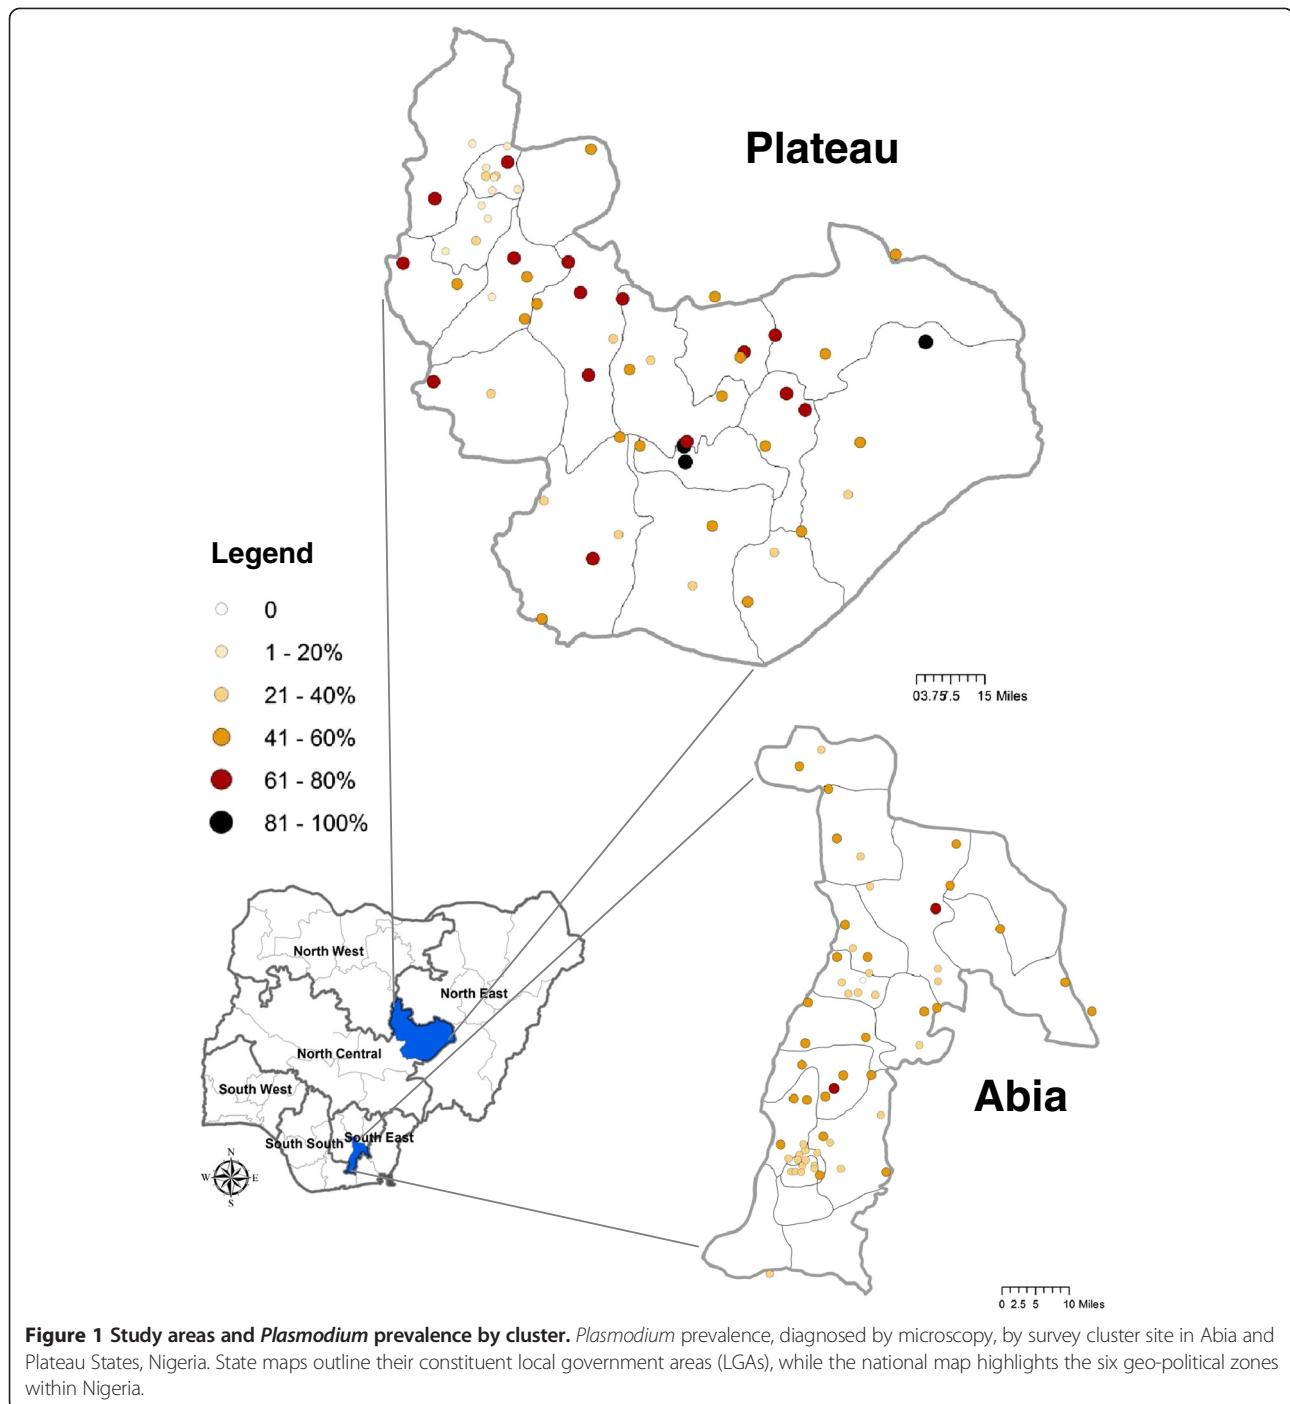 Plateau
Legend
0
1 - 20%
21 - 40%
41 - 60%
61 - 80%
81 - 100%
03.757.5 15 Miles
North West
North East
North Central
South West
South South
South East
N
W E
S
Abia
0 2.5 5 10 Miles
Figure 1 Study areas and Plasmodium prevalence by cluster. Plasmodium prevalence, diagnosed by microscopy, by survey cluster site in Abia and
Plateau States, Nigeria. State maps outline their constituent local government areas (LGAs), while the national map highlights the six geo-political zones
within Nigeria.